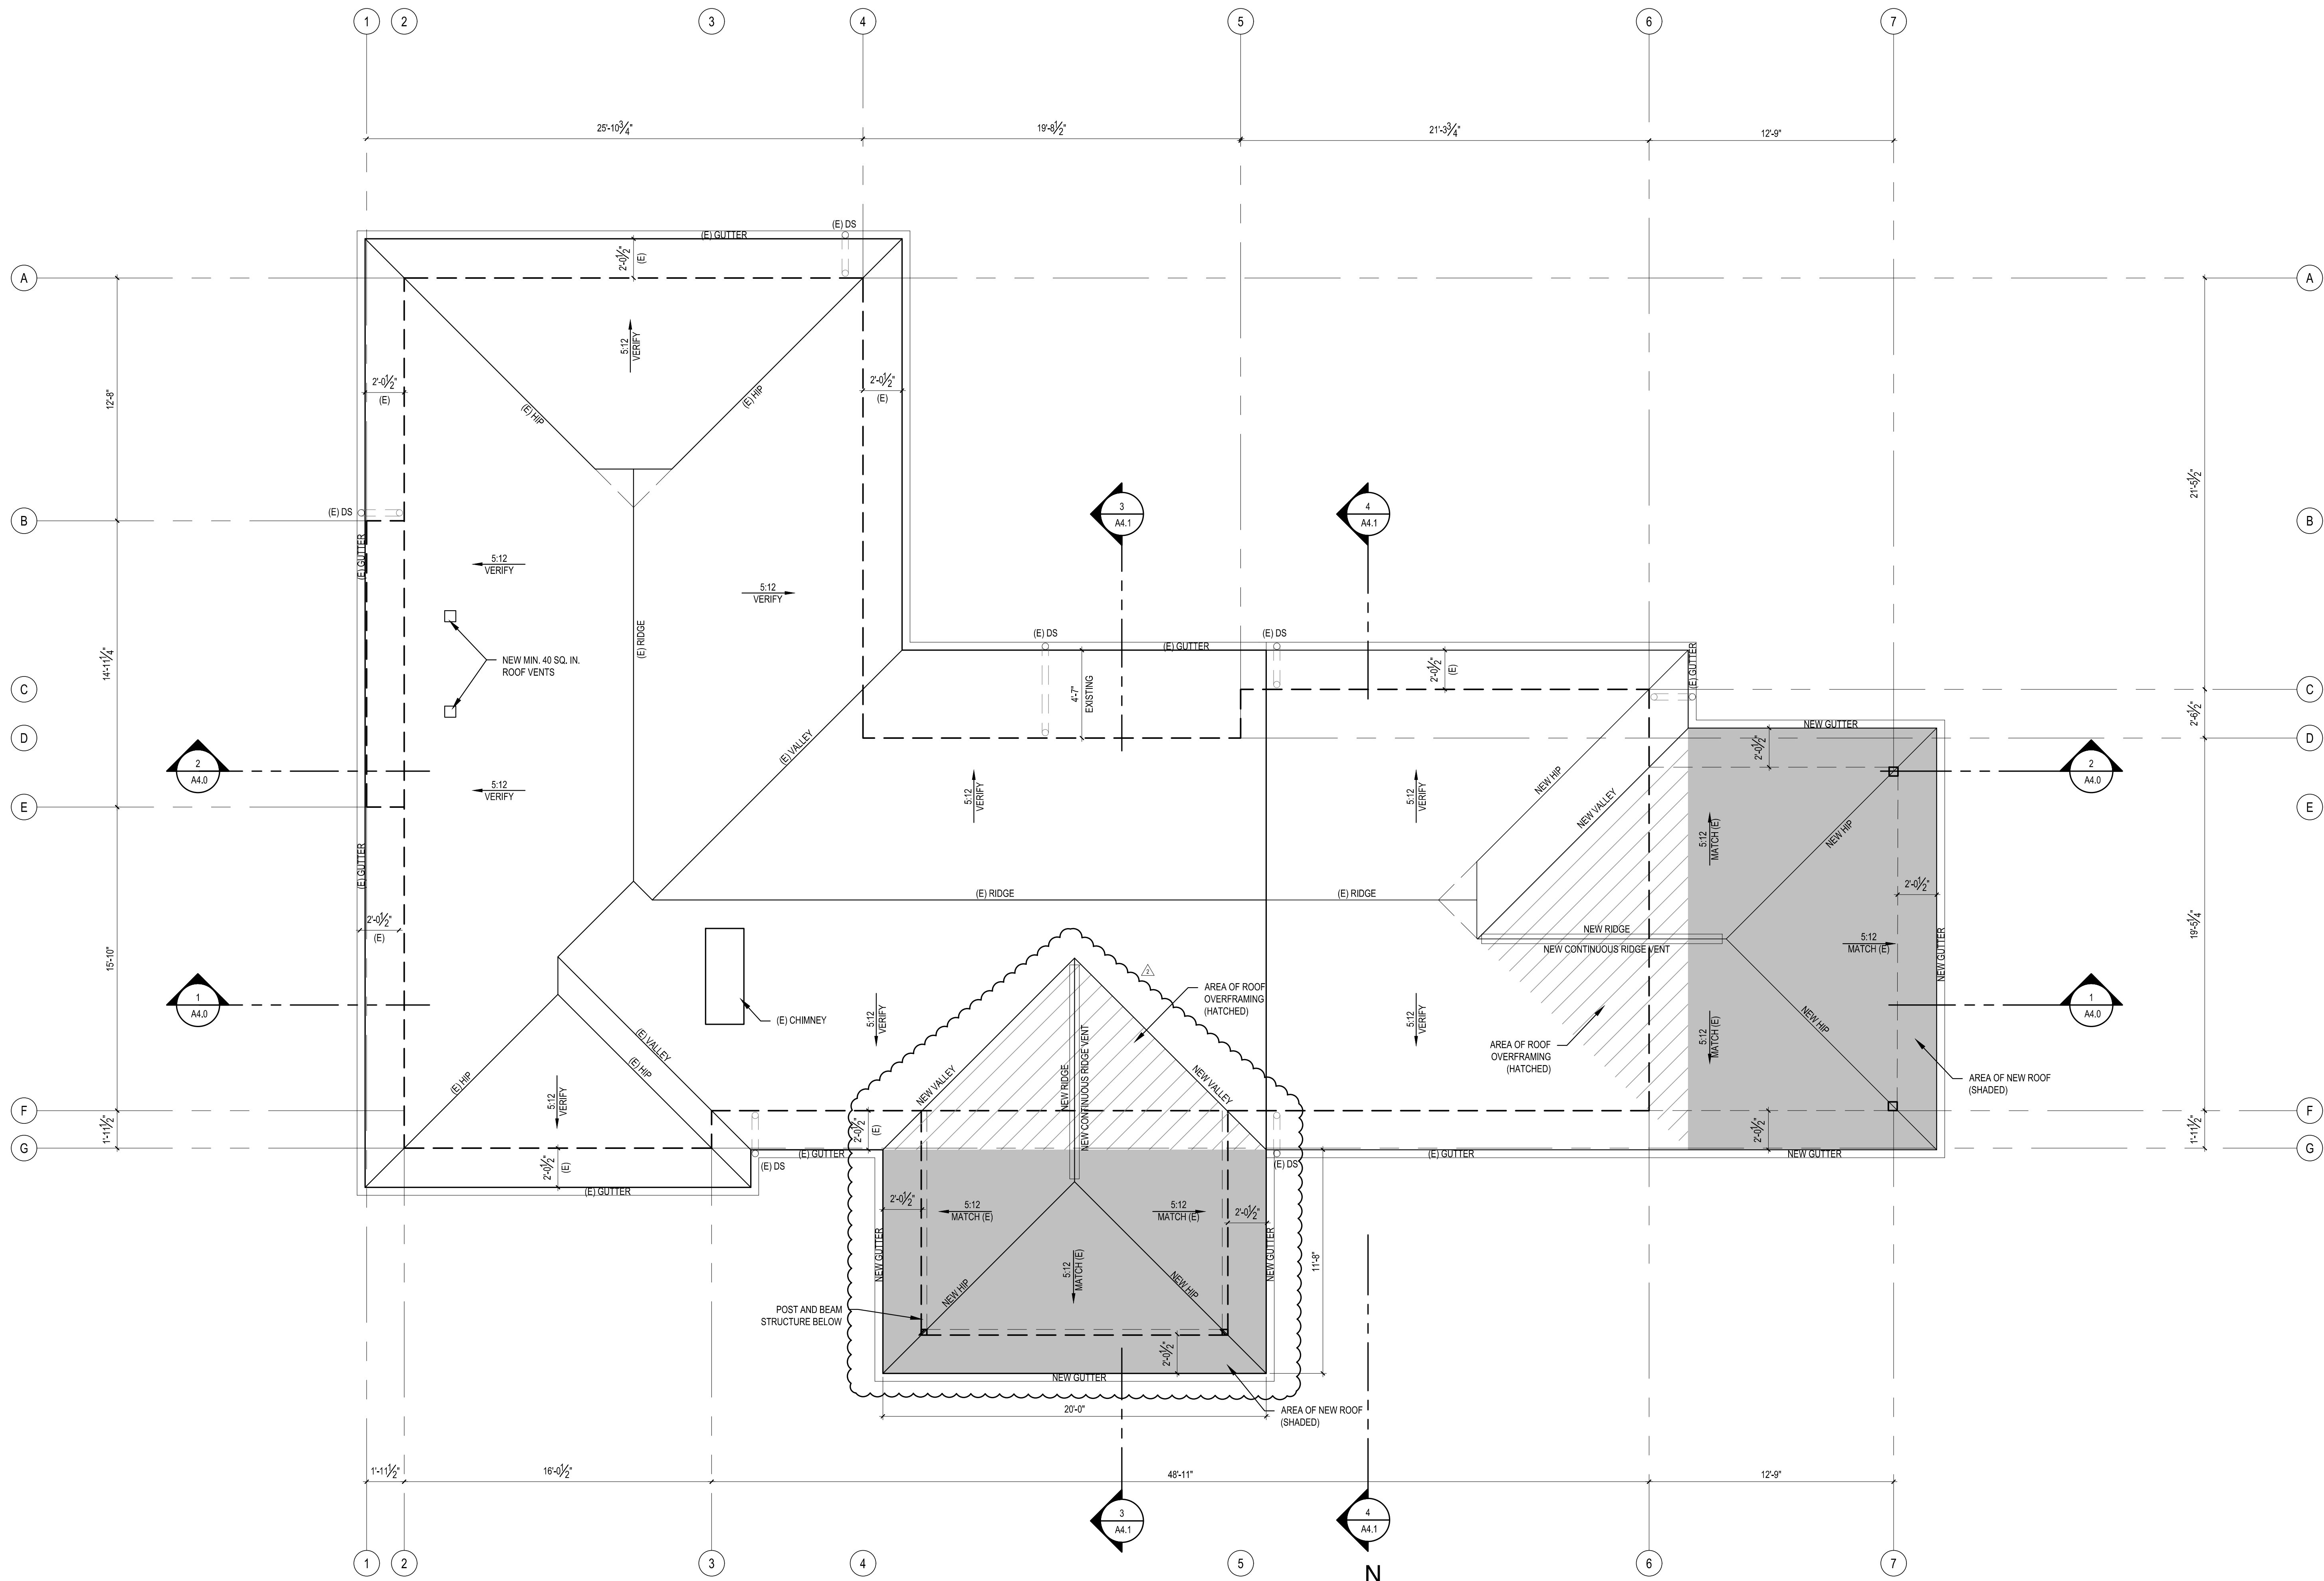 1 2 3 4 5 6 7
25'-10 3/4" 19'-8 1/2" 21'-3 3/4" 12'-9"
(E) DS
(E) GUTTER
2'-0 1/2"
(E)
A A
5:12
VERIFY
2'-0 1/2"
(E)
2'-0 1/2"
(E)
12'-8"
(E) HIP
(E) HIP
21'-5 1/2"
3
A4.1
4
A4.1
(E) DS
B B
(E) GUTTER
5:12
VERIFY
5:12
VERIFY
(E) RIDGE
NEW MIN. 40 SQ. IN.
ROOF VENTS
14'-11 1/4"
(E) DS
(E) GUTTER
(E) DS
4'-7"
EXISTING
2'-0 1/2"
(E)
(E) GUTTER
C C
2'-6 1/2"
NEW GUTTER
2'-0 1/2"
D D
(E) VALLEY
2
A4.0
2
A4.0
5:12
VERIFY
5:12
VERIFY
5:12
VERIFY
NEW HIP
NEW VALLEY
E E
5:12
MATCH (E)
NEW HIP
(E) GUTTER
2'-0 1/2"
(E)
(E) RIDGE
(E) RIDGE
2'-0 1/2"
19'-5 1/4"
NEW RIDGE
NEW CONTINUOUS RIDGE VENT
5:12
MATCH (E)
NEW GUTTER
15'-10"
2
AREA OF ROOF
OVERFRAMING
(HATCHED)
1
A4.0
1
A4.0
(E) CHIMNEY
5:12
VERIFY
5:12
VERIFY
NEW HIP
(E) VALLEY
(E) HIP
(E) HIP
AREA OF ROOF
OVERFRAMING
(HATCHED)
5:12
MATCH (E)
NEW RIDGE
NEW CONTINUOUS RIDGE VENT
NEW VALLEY
NEW VALLEY
AREA OF NEW ROOF
(SHADED)
5:12
VERIFY
F F
1'-11 1/2"
2'-0 1/2"
(E)
2'-0 1/2"
1'-11 1/2"
G G
(E) GUTTER
(E) GUTTER
NEW GUTTER
2'-0 1/2"
(E)
(E) DS
(E) DS
(E) GUTTER
2'-0 1/2"
5:12
MATCH (E)
5:12
MATCH (E)
2'-0 1/2"
NEW GUTTER
NEW GUTTER
11'-8"
5:12
MATCH (E)
NEW HIP
NEW HIP
POST AND BEAM
STRUCTURE BELOW
2'-0 1/2"
NEW GUTTER
20'-0"
AREA OF NEW ROOF
(SHADED)
1'-11 1/2" 16'-0 1/2" 48'-11" 12'-9"
3
A4.1
4
A4.1
1 2 3 4 5 6 7
N